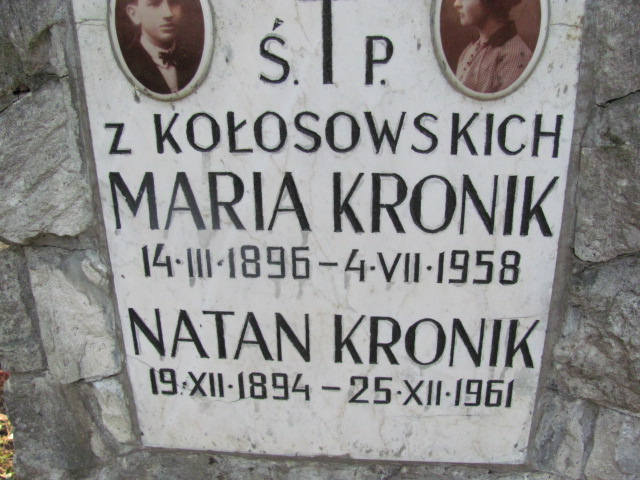 Ś. P.
z KOŁOSOWSKICH
MARIA KRONIK
14·III·1896–4·VII·1958
NATAN KRONIK
19·XII·1894–25·XII·1961